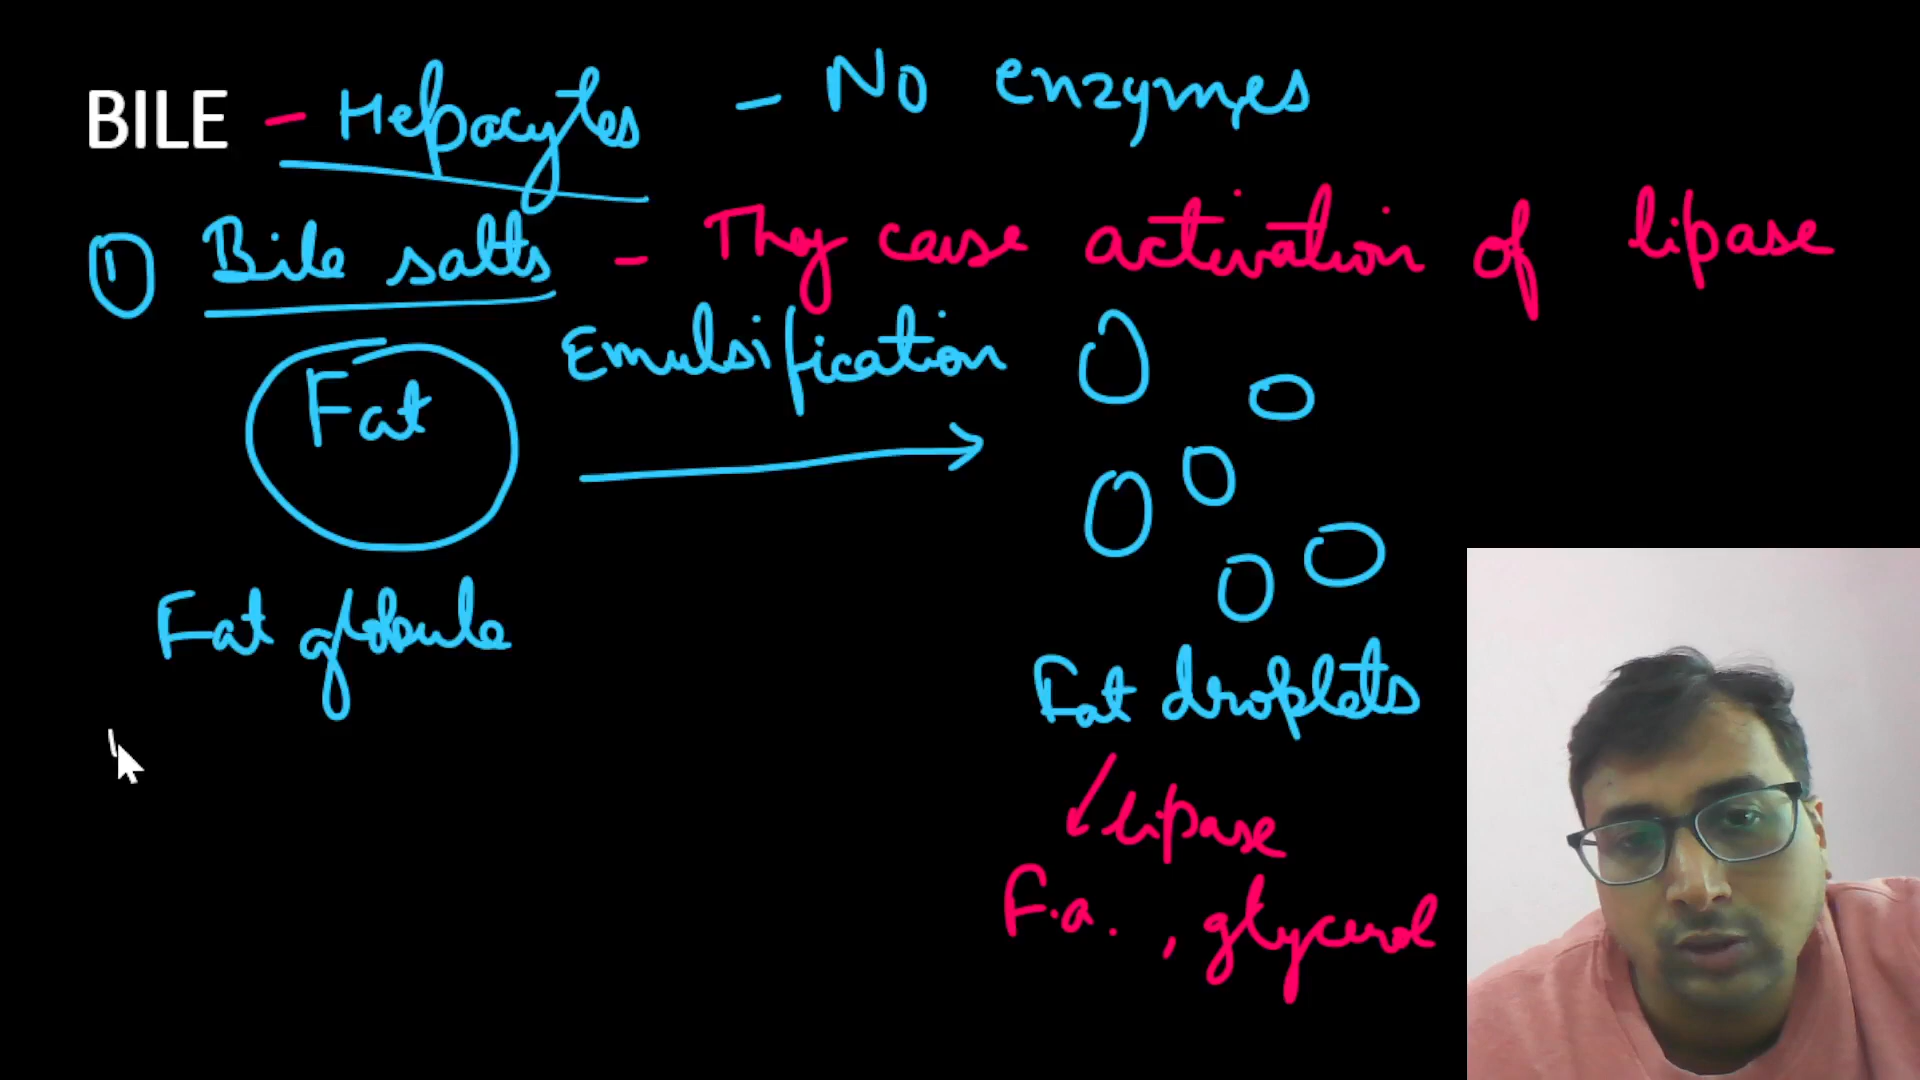 BILE - Hepacytes - No enzymes
① Bile salts - They cause activation of lipase
Emulsification
Fat
Fat globule
Fat droplets
lipase
F.a. , glycerol